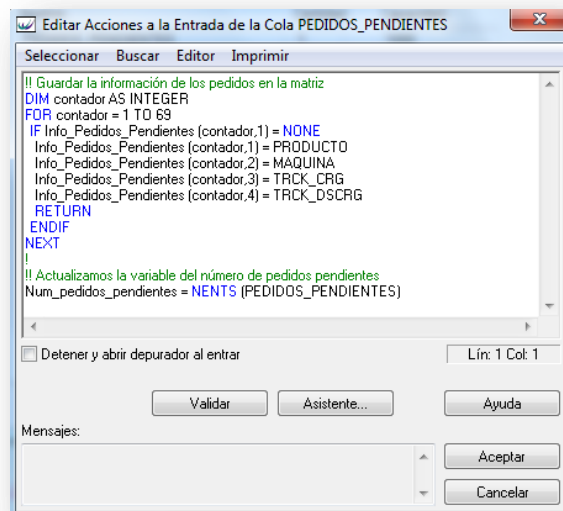 Editar Acciones a la Entrada de la Cola PEDIDOS_PENDIENTES
Seleccionar Buscar Editor Imprimir
!! Guardar la información de los pedidos en la matriz
DIM contador AS INTEGER
FOR contador = 1 TO 69
IF Info_Pedidos_Pendientes (contador,1) = NONE
Info_Pedidos_Pendientes (contador,1) = PRODUCTO
Info_Pedidos_Pendientes (contador,2) = MAQUINA
Info_Pedidos_Pendientes (contador,3) = TRCK_CRG
Info_Pedidos_Pendientes (contador,4) = TRCK_DSCRG
RETURN
ENDIF
NEXT
!
!! Actualizamos la variable del número de pedidos pendientes
Num_pedidos_pendientes = NENTS (PEDIDOS_PENDIENTES)
Detener y abrir depurador al entrar
Lín: 1 Col: 1
Validar Asistente... Ayuda
Mensajes:
Aceptar
Cancelar